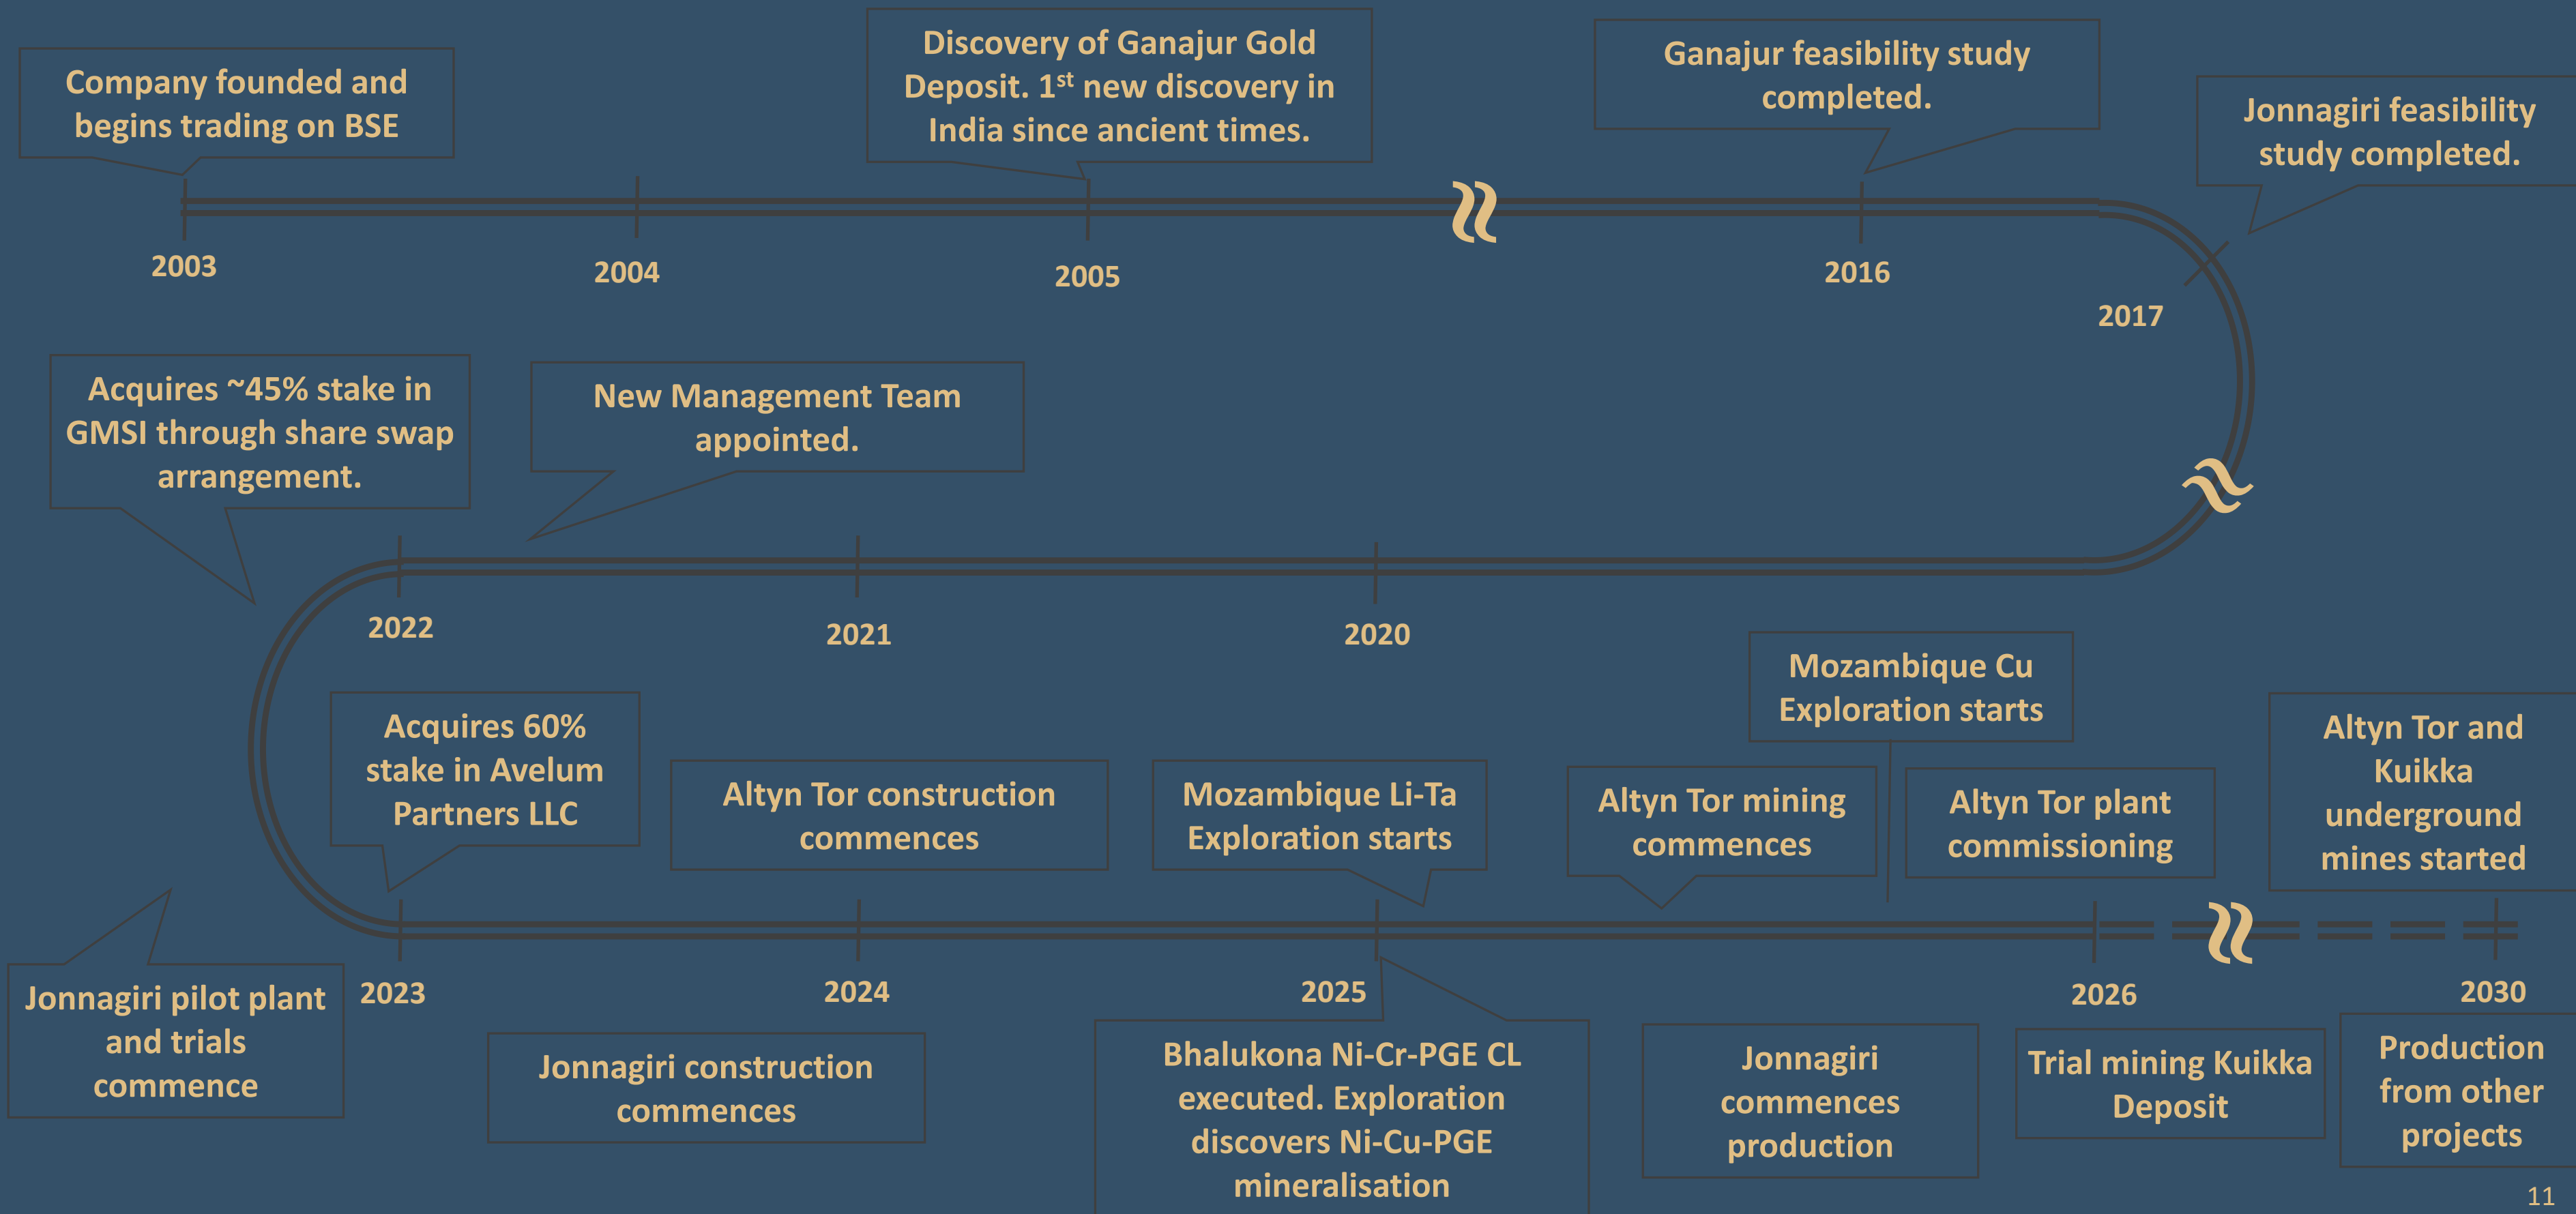 Company founded and
begins trading on BSE
Discovery of Ganajur Gold
Deposit. 1st new discovery in
India since ancient times.
Ganajur feasibility study
completed.
Jonnagiri feasibility
study completed.
2003
2004
2005
2016
2017
Acquires ~45% stake in
GMSI through share swap
arrangement.
New Management Team
appointed.
2022
2021
2020
Acquires 60%
stake in Avelum
Partners LLC
Altyn Tor construction
commences
Mozambique Li-Ta
Exploration starts
Altyn Tor mining
commences
Mozambique Cu
Exploration starts
Altyn Tor plant
commissioning
Altyn Tor and
Kuikka
underground
mines started
2023
2024
2025
2026
2030
Jonnagiri pilot plant
and trials
commence
Jonnagiri construction
commences
Bhalukona Ni-Cr-PGE CL
executed. Exploration
discovers Ni-Cu-PGE
mineralisation
Jonnagiri
commences
production
Trial mining Kuikka
Deposit
Production
from other
projects
11